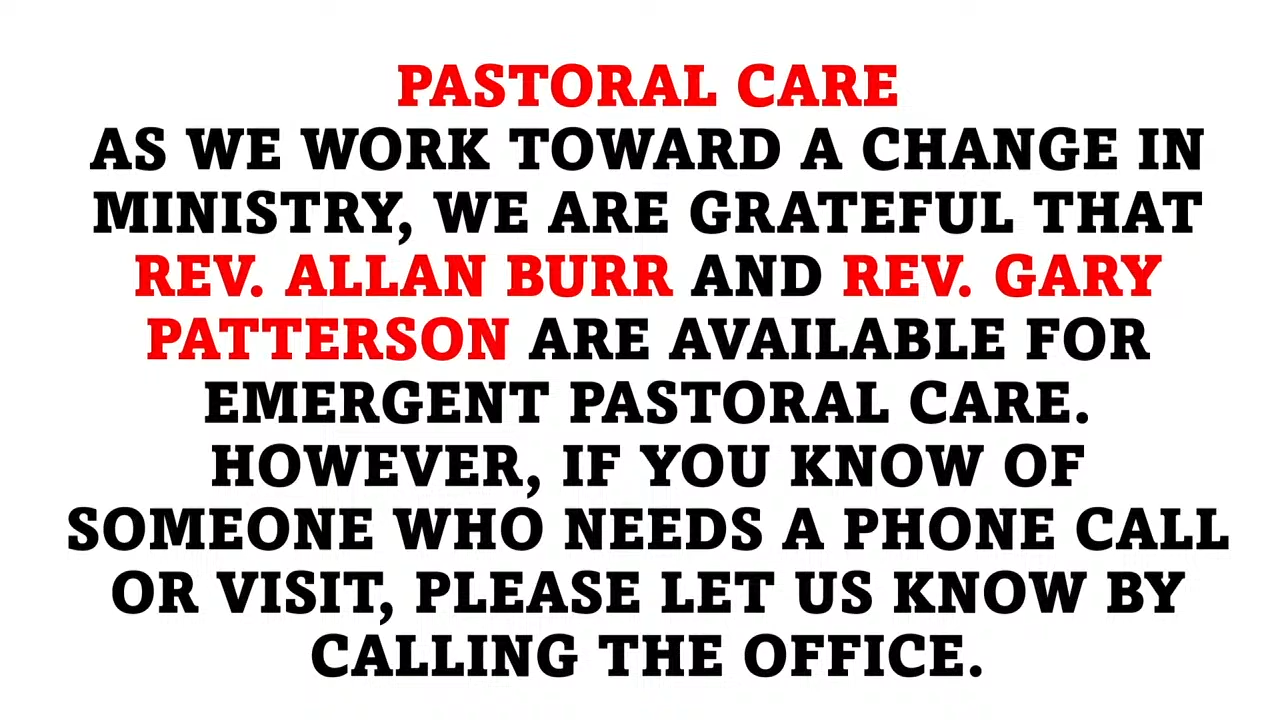 PASTORAL CARE
AS WE WORK TOWARD A CHANGE IN
MINISTRY, WE ARE GRATEFUL THAT
REV. ALLAN BURR AND REV. GARY
PATTERSON ARE AVAILABLE FOR
EMERGENT PASTORAL CARE.
HOWEVER, IF YOU KNOW OF
SOMEONE WHO NEEDS A PHONE CALL
OR VISIT, PLEASE LET US KNOW BY
CALLING THE OFFICE.